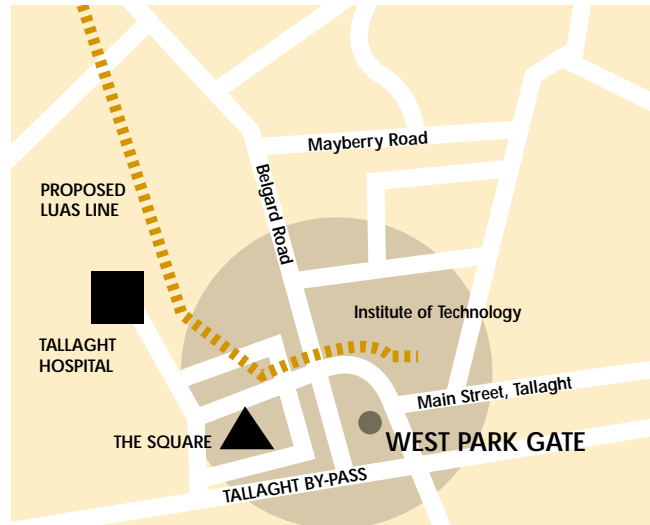 Mayberry Road
Belgard Road
PROPOSED
LUAS LINE
Institute of Technology
TALLAGHT
HOSPITAL
Main Street, Tallaght
THE SQUARE
WEST PARK GATE
TALLAGHT BY-PASS